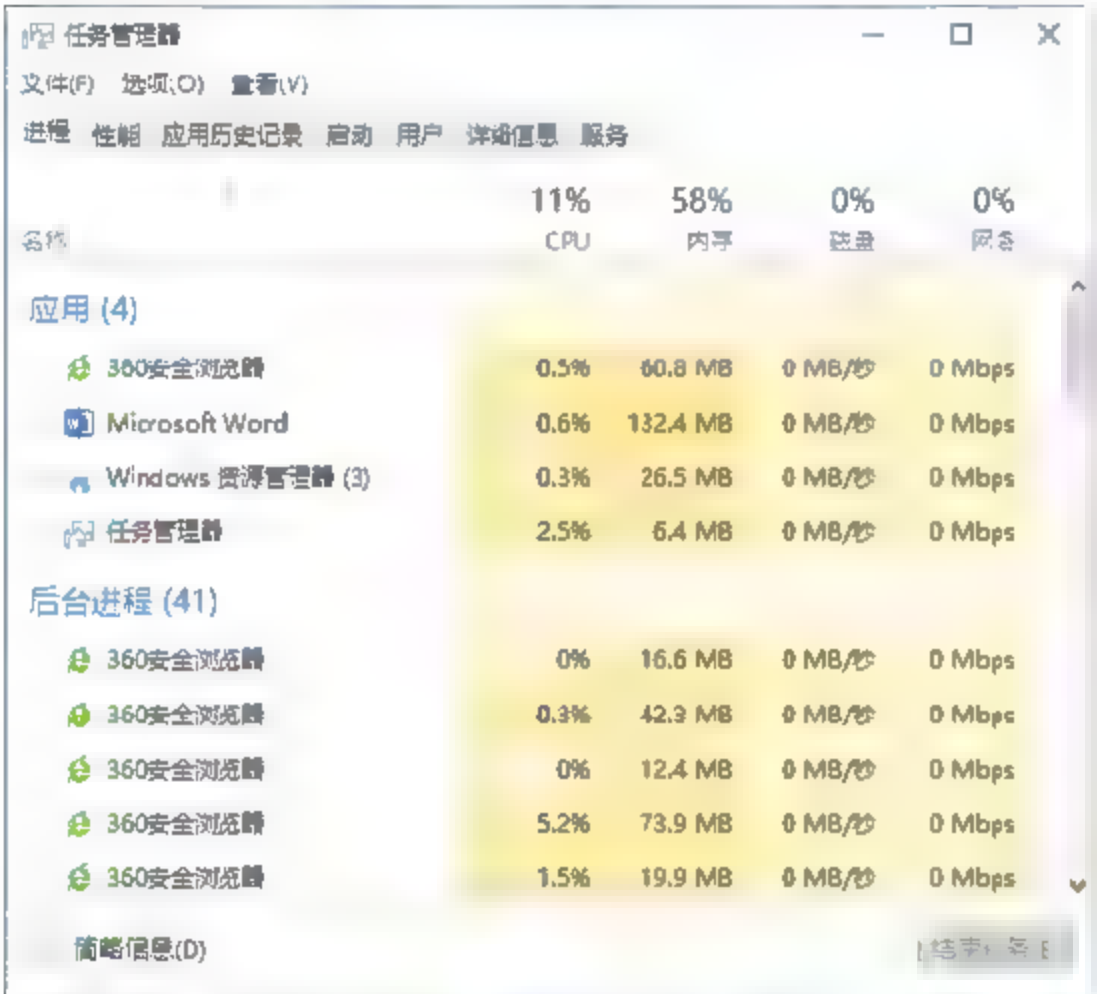 任务管理器
文件(F) 选项(O) 查看(V)
进程 性能 应用历史记录 启动 用户 详细信息 服务
11% 58% 0% 0%
名称 CPU 内存 磁盘 网络
应用 (4)
360安全浏览器 0.5% 60.8 MB 0 MB/秒 0 Mbps
Microsoft Word 0.6% 132.4 MB 0 MB/秒 0 Mbps
Windows 资源管理器 (3) 0.3% 26.5 MB 0 MB/秒 0 Mbps
任务管理器 2.5% 6.4 MB 0 MB/秒 0 Mbps
后台进程 (41)
360安全浏览器 0% 16.6 MB 0 MB/秒 0 Mbps
360安全浏览器 0.3% 42.3 MB 0 MB/秒 0 Mbps
360安全浏览器 0% 12.4 MB 0 MB/秒 0 Mbps
360安全浏览器 5.2% 73.9 MB 0 MB/秒 0 Mbps
360安全浏览器 1.5% 19.9 MB 0 MB/秒 0 Mbps
简略信息(D)